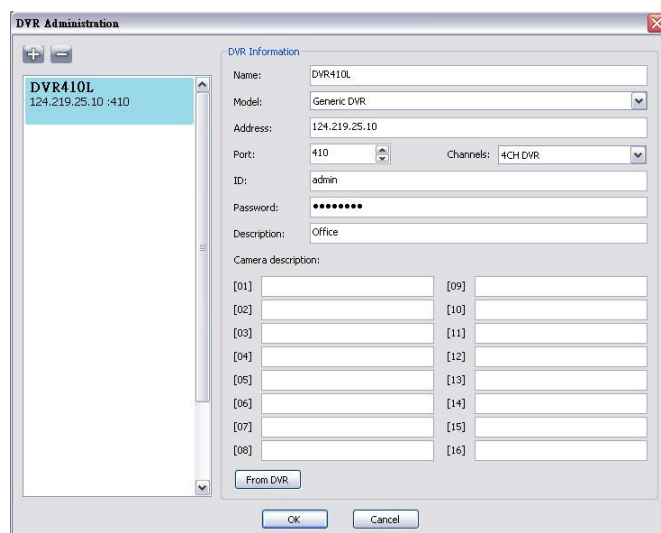 DVR Administration
DVR410L
124.219.25.10 :410
DVR Information
Name: DVR410L
Model: Generic DVR
Address: 124.219.25.10
Port: 410 Channels: 4CH DVR
ID: admin
Password: ••••••••
Description: Office
Camera description:
[01] [09]
[02] [10]
[03] [11]
[04] [12]
[05] [13]
[06] [14]
[07] [15]
[08] [16]
From DVR
OK Cancel